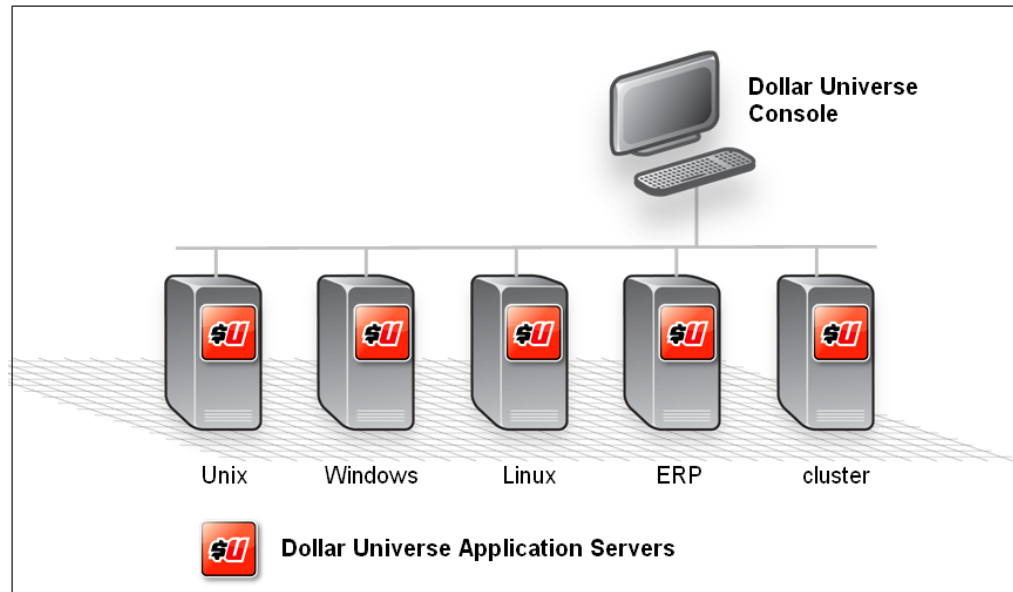 Dollar Universe
Console
$U $U $U $U $U
Unix Windows Linux ERP cluster
$U Dollar Universe Application Servers